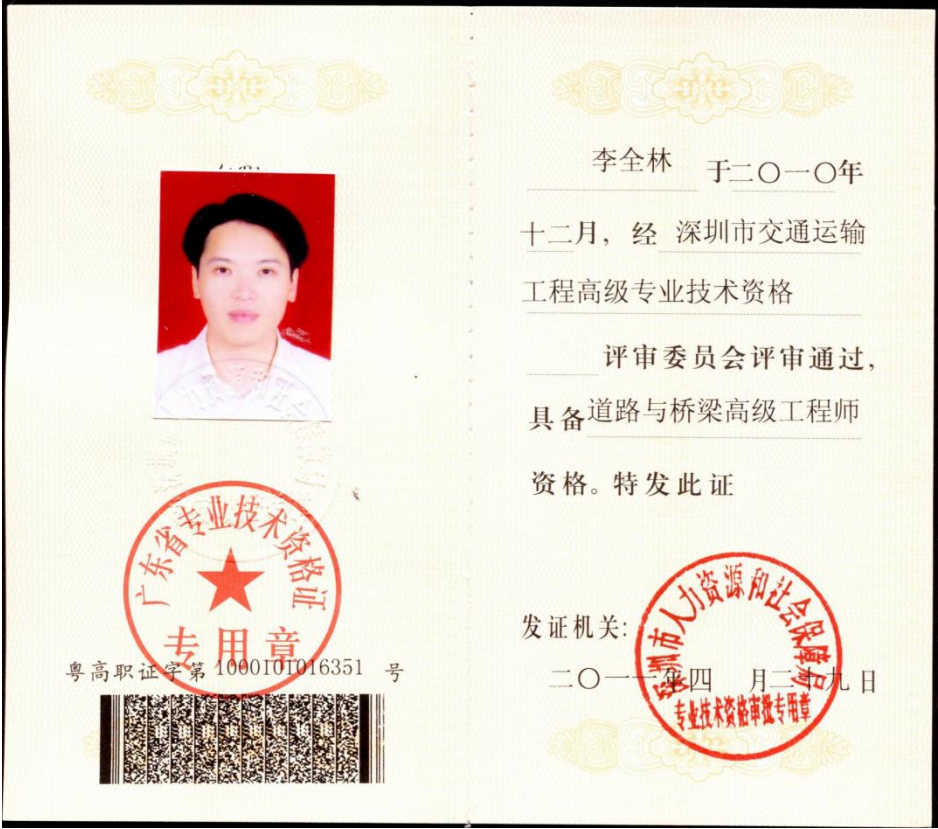 广东省专业技术资格证
专用章
粤高职证字第 1000101016351 号
李全林 于二〇一〇年
十二月，经 深圳市交通运输
工程高级专业技术资格
评审委员会评审通过，
具备道路与桥梁高级工程师
资格。特发此证
发证机关：
深圳市人力资源和社会保障局
专业技术资格审批专用章
二〇一一年四 月二十九日